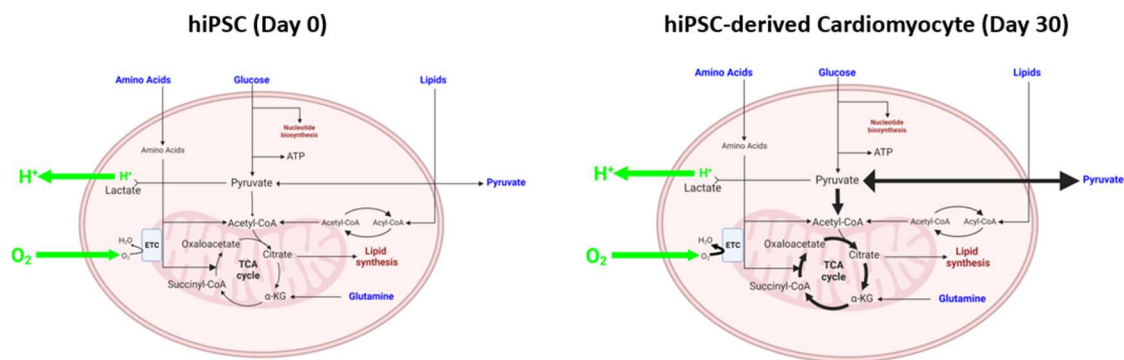 hiPSC (Day 0)
Amino Acids
Glucose
Lipids
Nucleotide
biosynthesis
Amino Acids
ATP
H⁺
H⁺
Lactate
Pyruvate
Pyruvate
Acetyl-CoA
Acetyl-CoA
Acyl-CoA
H₂O
ETC
Oxaloacetate
O₂
O₂
Citrate
Lipid
synthesis
TCA
cycle
Succinyl-CoA
α-KG
Glutamine
hiPSC-derived Cardiomyocyte (Day 30)
Amino Acids
Glucose
Lipids
Nucleotide
biosynthesis
Amino Acids
ATP
H⁺
H⁺
Lactate
Pyruvate
Pyruvate
Acetyl-CoA
Acetyl-CoA
Acyl-CoA
H₂O
ETC
Oxaloacetate
O₂
O₂
Citrate
Lipid
synthesis
TCA
cycle
Succinyl-CoA
α-KG
Glutamine